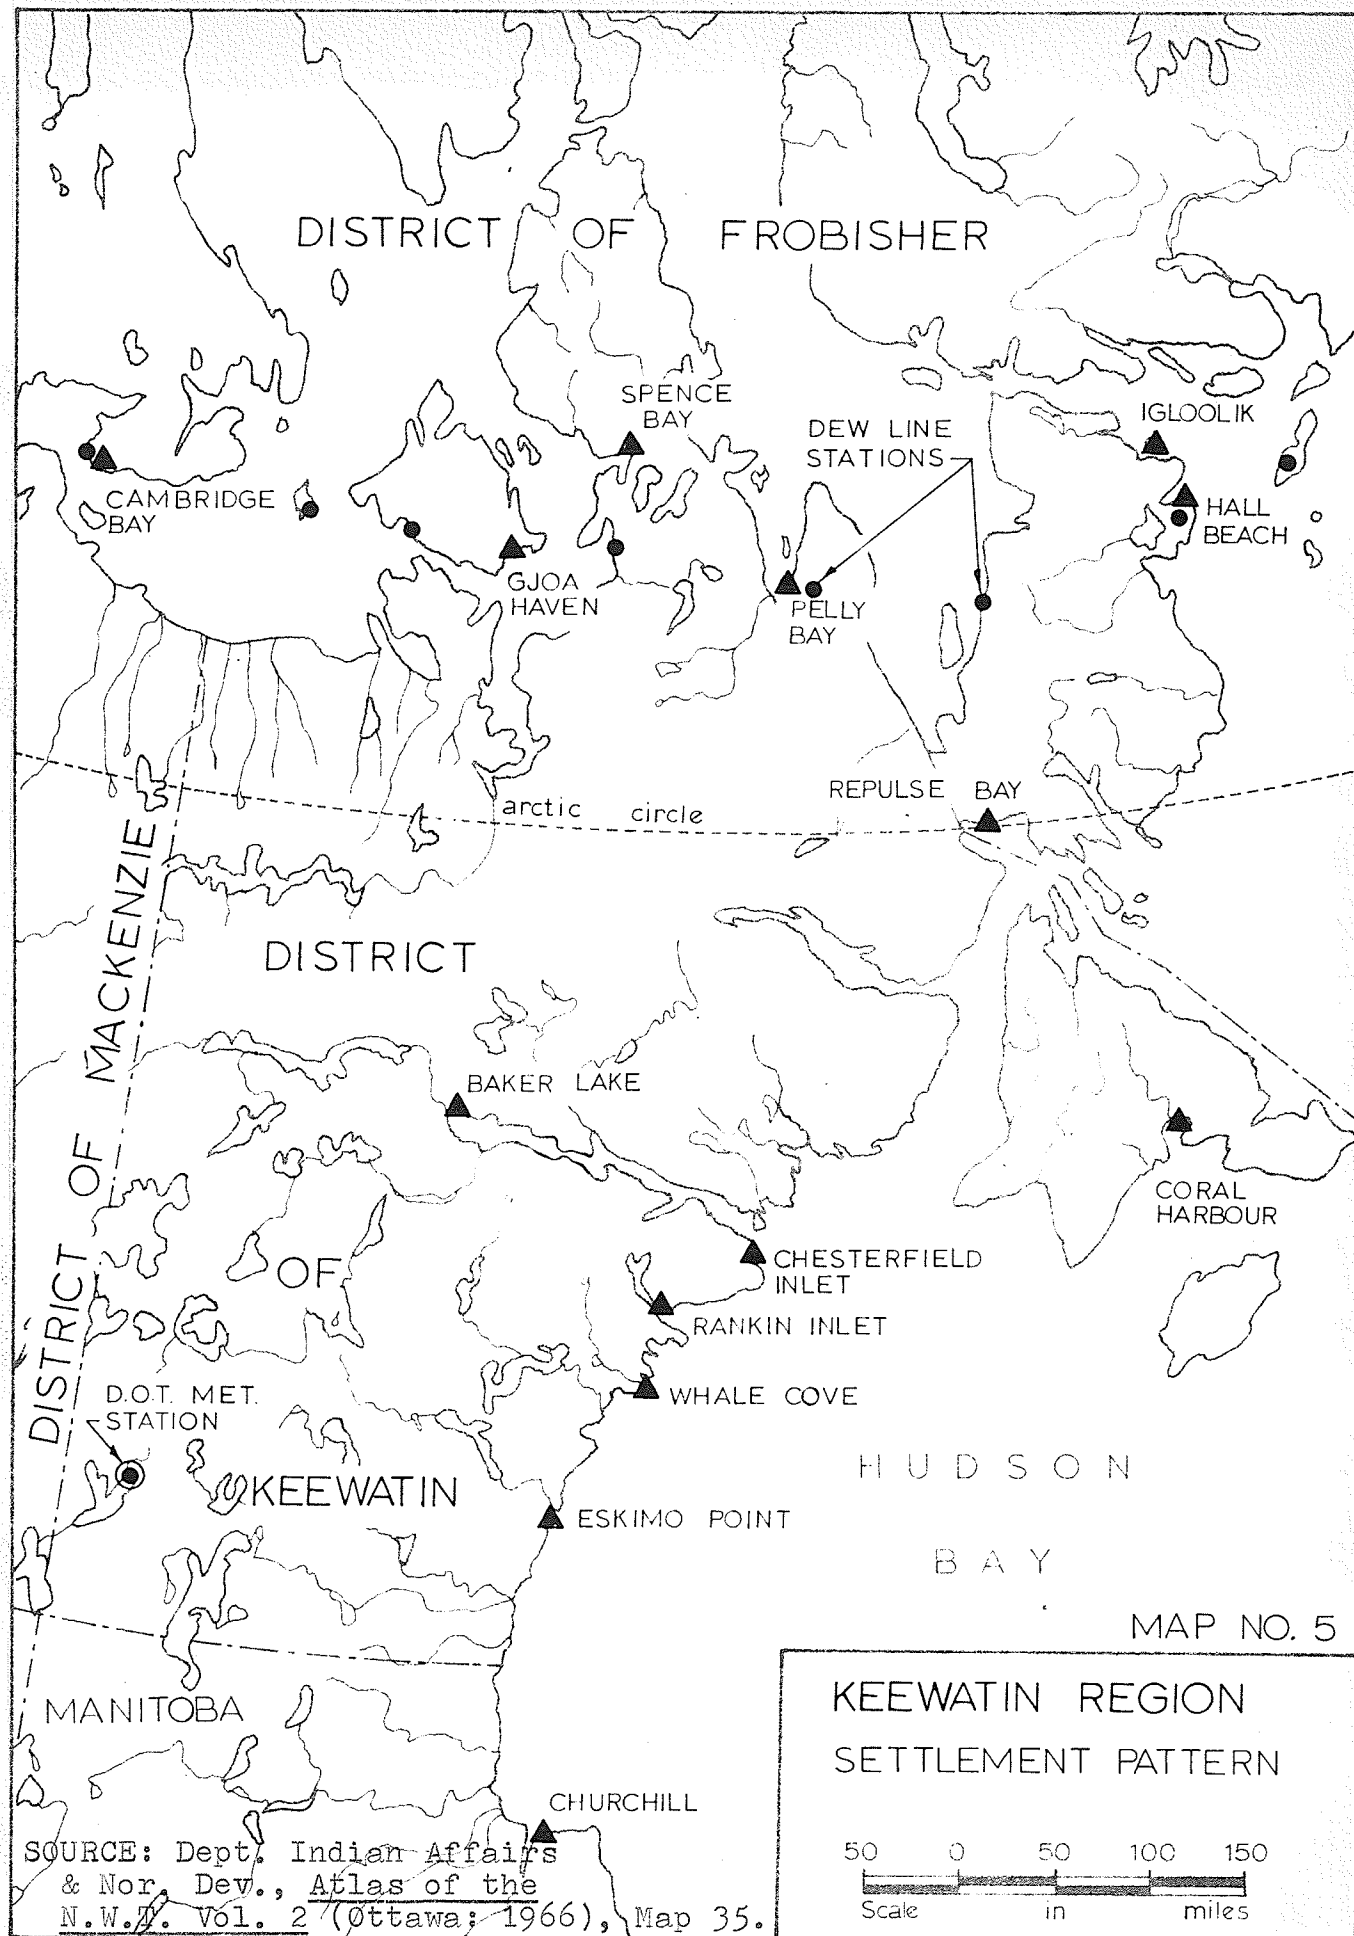 DISTRICT OF FROBISHER
SPENCE
BAY
DEW LINE
STATIONS
IGLOOLIK
CAMBRIDGE
BAY
HALL
BEACH
GJOA
HAVEN
PELLY
BAY
REPULSE BAY
arctic circle
DISTRICT OF MACKENZIE
DISTRICT
OF
KEEWATIN
BAKER LAKE
CORAL
HARBOUR
CHESTERFIELD
INLET
RANKIN INLET
WHALE COVE
D.O.T. MET.
STATION
HUDSON
BAY
ESKIMO POINT
MAP NO. 5
MANITOBA
KEEWATIN REGION
SETTLEMENT PATTERN
CHURCHILL
50 0 50 100 150
Scale in miles
SOURCE: Dept. Indian Affairs
& Nor. Dev., Atlas of the
N.W.T. Vol. 2 (Ottawa: 1966), Map 35.